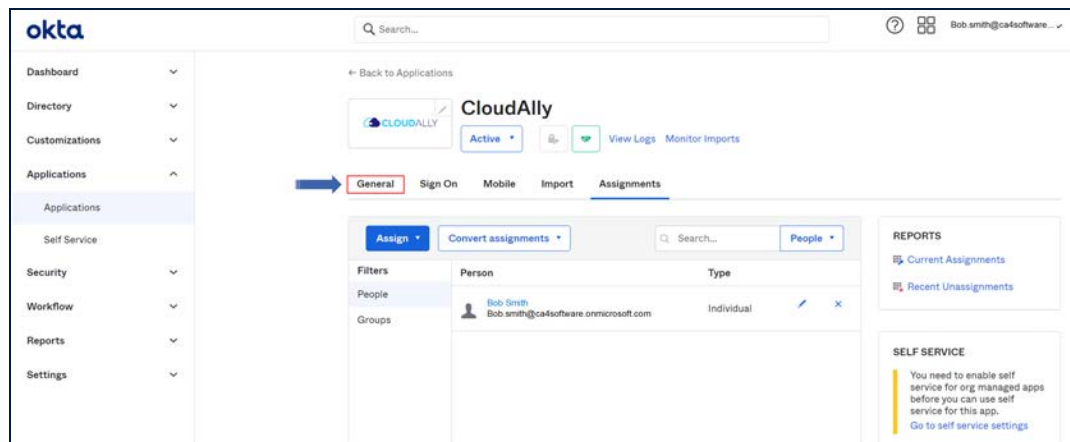 okta
Search...
Bob.smith@ca4software...
Dashboard
Directory
Customizations
Applications
Applications
Self Service
Security
Workflow
Reports
Settings
← Back to Applications
CLOUDALLY
CloudAlly
Active
View Logs Monitor Imports
General Sign On Mobile Import Assignments
Assign Convert assignments Search... People
Filters Person Type
People
Groups
Bob Smith
Bob.smith@ca4software.onmicrosoft.com
Individual
REPORTS
Current Assignments
Recent Unassignments
SELF SERVICE
You need to enable self
service for org managed apps
before you can use self
service for this app.
Go to self service settings